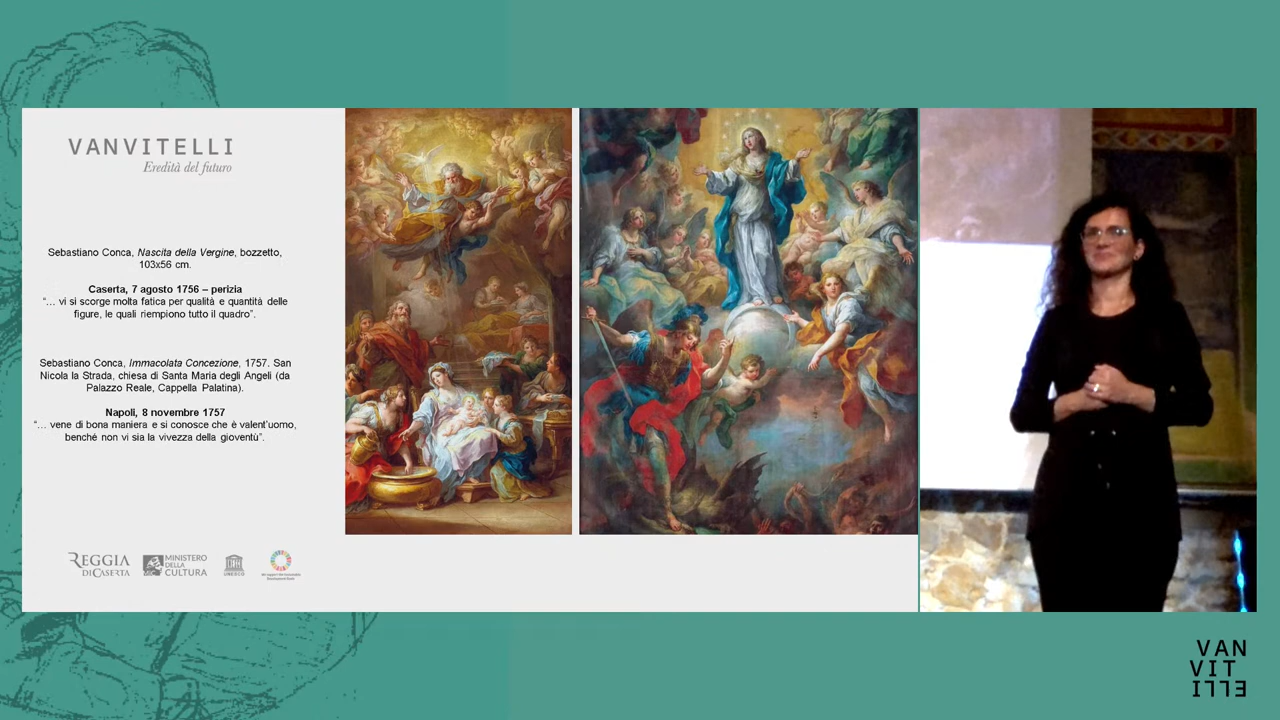 VANVITELLI
Eredità del futuro
Sebastiano Conca, Nascita della Vergine, bozzetto,
103x56 cm.
Caserta, 7 agosto 1756 – perizia
“… vi si scorge molta fatica per qualità e quantità delle
figure, le quali riempiono tutto il quadro”.
Sebastiano Conca, Immacolata Concezione, 1757. San
Nicola la Strada, chiesa di Santa Maria degli Angeli (da
Palazzo Reale, Cappella Palatina).
Napoli, 8 novembre 1757
“… vene di bona maniera e si conosce che è valent’uomo,
benché non vi sia la vivezza della gioventù”.
REGGIA
DI CASERTA
MINISTERO
DELLA
CULTURA
UNESCO
VAN
VIT
ELLI